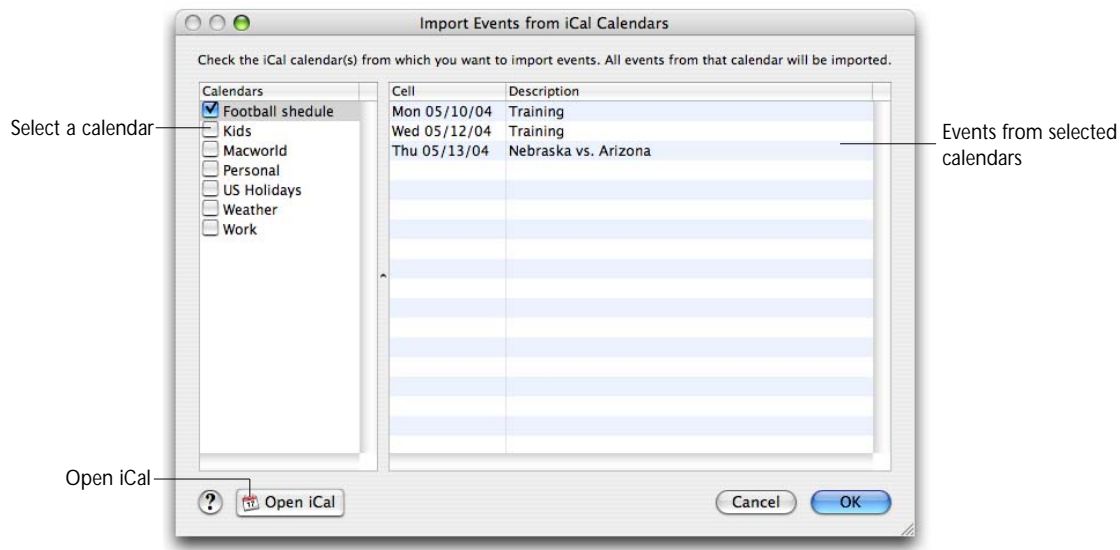 Import Events from iCal Calendars
Check the iCal calendar(s) from which you want to import events. All events from that calendar will be imported.
Calendars
Cell Description
Football shedule
Mon 05/10/04 Training
Select a calendar
Kids
Wed 05/12/04 Training
Events from selected
calendars
Macworld
Thu 05/13/04 Nebraska vs. Arizona
Personal
US Holidays
Weather
Work
Open iCal
?
17 Open iCal
Cancel
OK